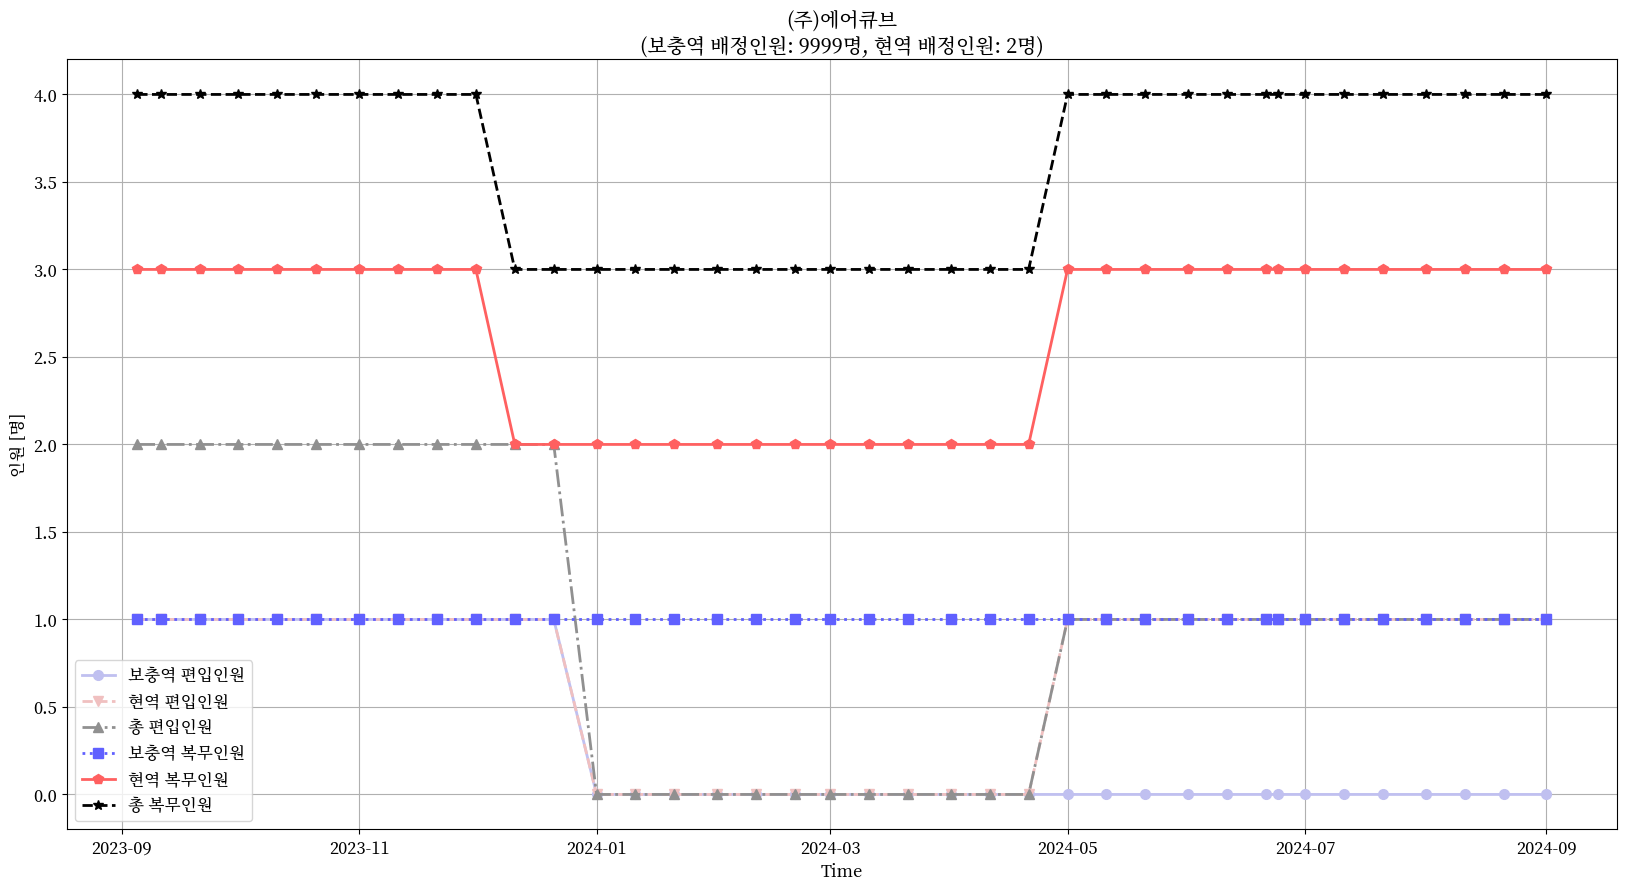 (주)에어큐브
(보충역 배정인원: 9999명, 현역 배정인원: 2명)
4.0
3.5
3.0
2.5
2.0
1.5
1.0
0.5
0.0
인원 [명]
보충역 편입인원
현역 편입인원
총 편입인원
보충역 복무인원
현역 복무인원
총 복무인원
2023-09 2023-11 2024-01 2024-03 2024-05 2024-07 2024-09
Time